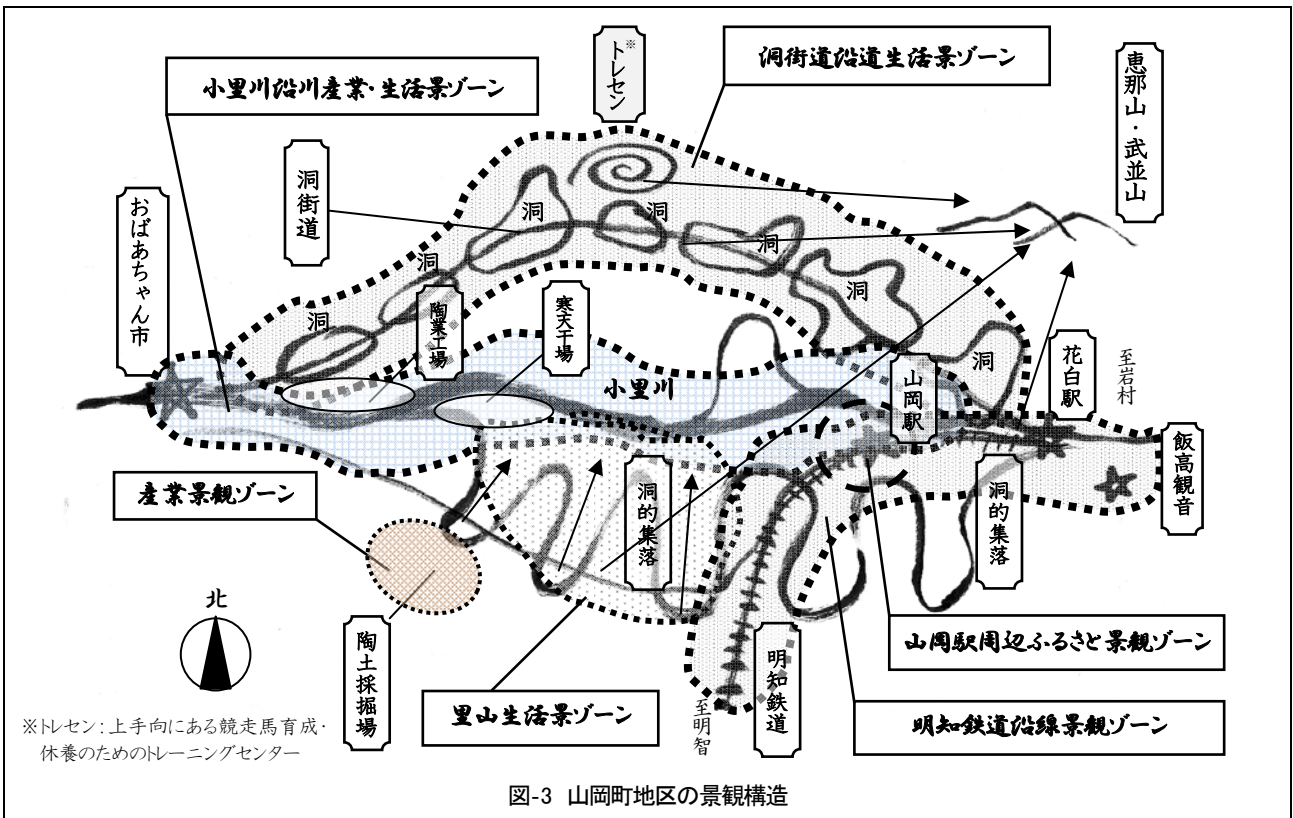 ※トレセン
洞街道沿道生活景ゾーン
恵那山・武並山
小里川沿川産業・生活景ゾーン
洞街道
おばあちゃん市
洞
洞
洞
洞
洞
洞
洞
陶業工場
寒天干場
小里川
山岡駅
花白駅
至岩村
飯高観音
産業景観ゾーン
洞的集落
洞的集落
北
陶土採掘場
里山生活景ゾーン
至明智
明知鉄道
山岡駅周辺ふるさと景観ゾーン
明知鉄道沿線景観ゾーン
※トレセン：上手向にある競走馬育成・
休養のためのトレーニングセンター
図-3 山岡町地区の景観構造